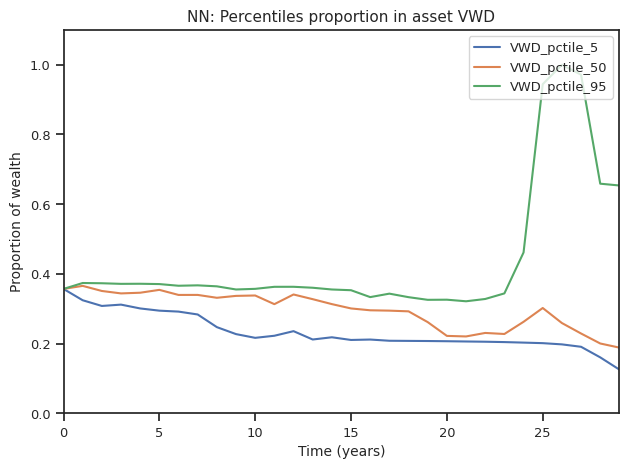 NN: Percentiles proportion in asset VWD
VWD_pctile_5
VWD_pctile_50
VWD_pctile_95
Proportion of wealth
1.0
0.8
0.6
0.4
0.2
0.0
0 5 10 15 20 25
Time (years)